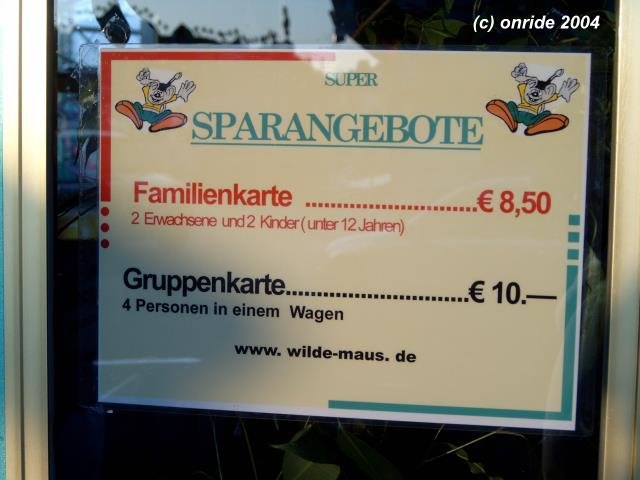 (c) onride 2004
SUPER
SPARANGEBOTE
Familienkarte ............................€ 8,50
2 Erwachsene und 2 Kinder ( unter 12 Jahren)
Gruppenkarte..............................€ 10.—
4 Personen in einem Wagen
www. wilde-maus. de